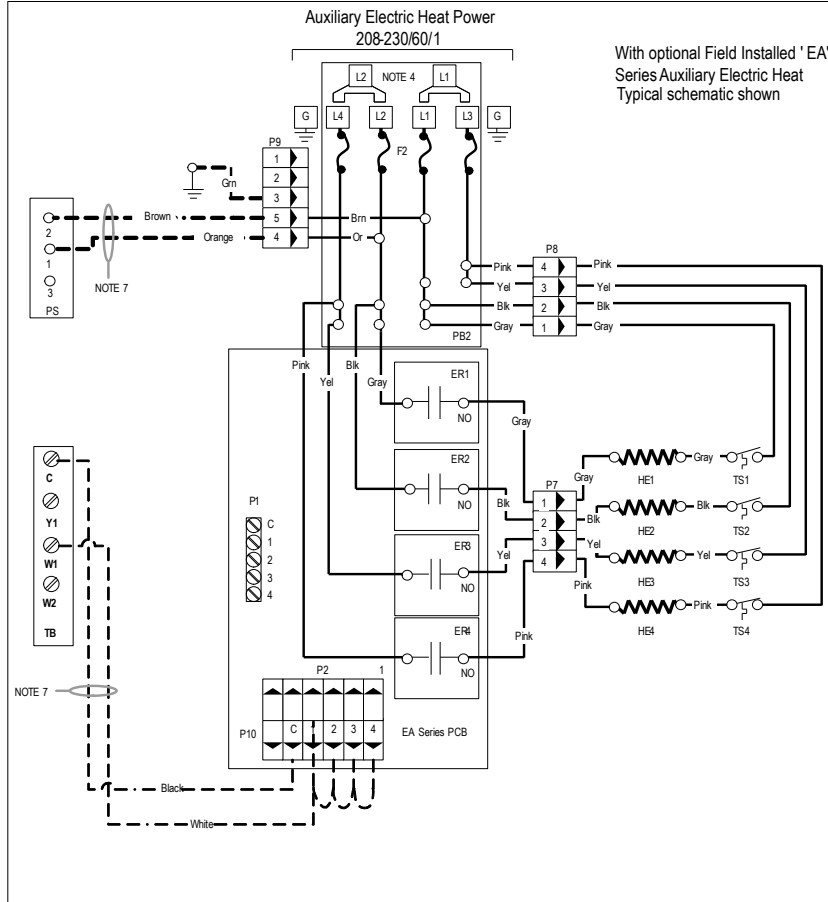 Auxiliary Electric Heat Power
208-230/60/1
With optional Field Installed ' EA'
Series Auxiliary Electric Heat
Typical schematic shown
L2 NOTE 4 L1
G L4 L2 L1 L3 G
F2
P9
1
2
3
5
4
Grn
Brown
Orange
Brn
Or
2
1
3
PS
NOTE 7
P8
Pink 4 Pink
Yel 3 Yel
Blk 2 Blk
Gray 1 Gray
PB2
Pink
Yel
Blk
Gray
ER1
NO
Gray
ER2
NO
Blk
ER3
NO
Yel
ER4
NO
Pink
P7
1
2
3
4
Gray
Blk
Yel
Pink
Gray
HE1 TS1
Blk
HE2 TS2
Yel
HE3 TS3
Pink
HE4 TS4
C
Y1
W1
W2
TB
P1
C
1
2
3
4
NOTE 7
P2 1
P10 C 2 3 4
EA Series PCB
Black
White